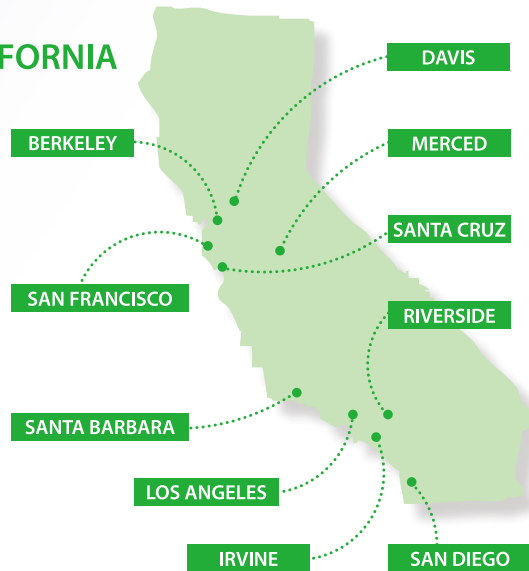 FORNIA
DAVIS
BERKELEY
MERCED
SANTA CRUZ
SAN FRANCISCO
RIVERSIDE
SANTA BARBARA
LOS ANGELES
IRVINE
SAN DIEGO